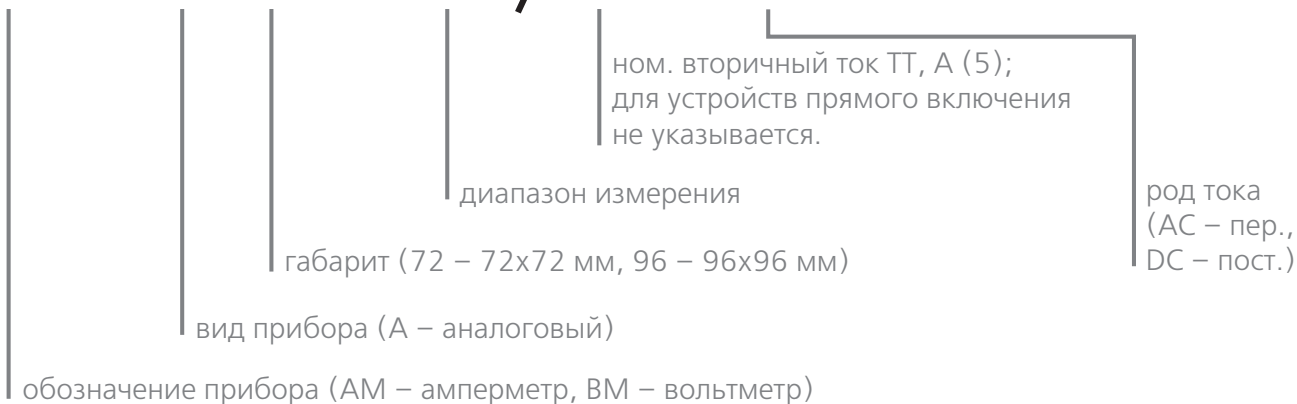 /
ном. вторичный ток ТТ, А (5);
для устройств прямого включения
не указывается.
диапазон измерения
род тока
(AC – пер.,
DC – пост.)
габарит (72 – 72х72 мм, 96 – 96х96 мм)
вид прибора (А – аналоговый)
обозначение прибора (АМ – амперметр, ВМ – вольтметр)